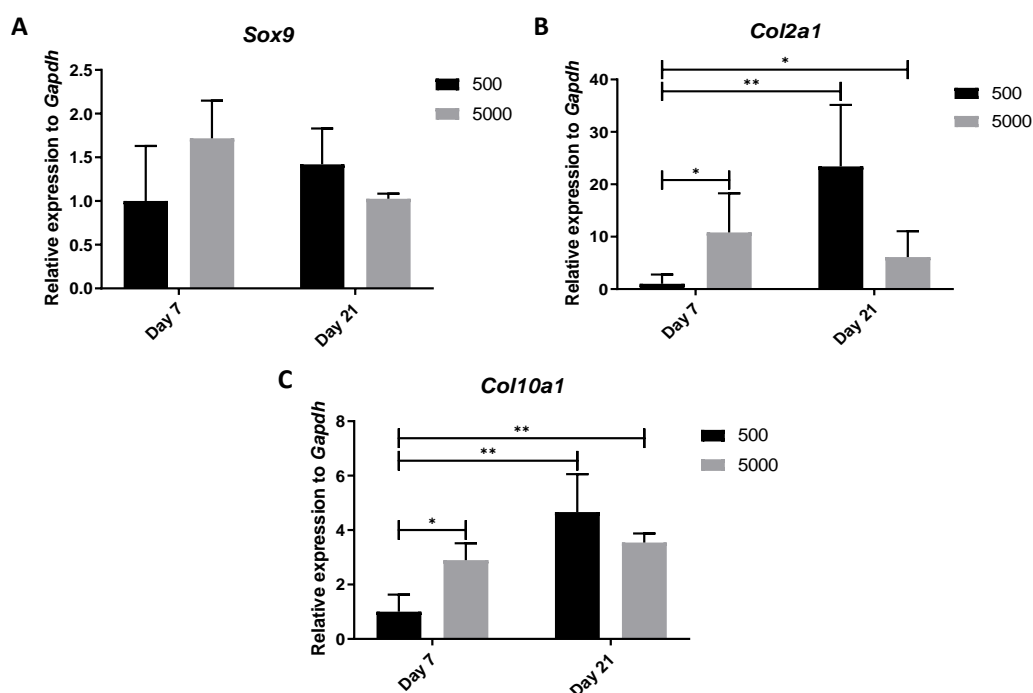 A
Sox9
Relative expression to Gapdh
2.5
2.0
1.5
1.0
0.5
0.0
Day 7
Day 21
500
5000
B
Col2a1
Relative expression to Gapdh
40
30
20
10
0
*
**
*
Day 7
Day 21
500
5000
C
Col10a1
Relative expression to Gapdh
8
6
4
2
0
**
**
*
Day 7
Day 21
500
5000